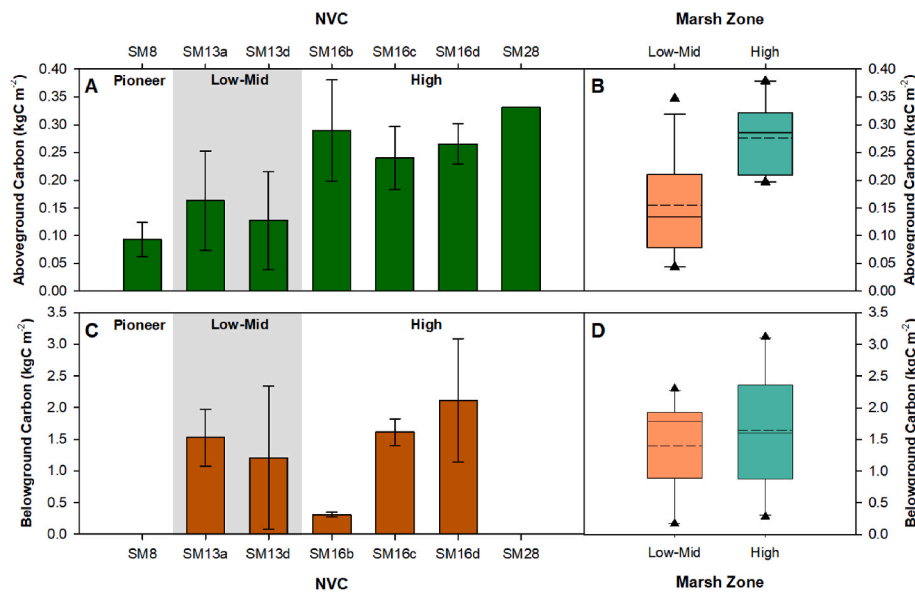 NVC Marsh Zone
SM8 SM13a SM13d SM16b SM16c SM16d SM28 Low-Mid High
0.40 A Pioneer Low-Mid High B 0.40
0.35 0.35
0.30 0.30
0.25 0.25
0.20 0.20
0.15 0.15
0.10 0.10
0.05 0.05
0.00 0.00
Aboveground Carbon (kgC m-2)
Aboveground Carbon (kgC m-2)
3.5 C Pioneer Low-Mid High D 3.5
3.0 3.0
2.5 2.5
2.0 2.0
1.5 1.5
1.0 1.0
0.5 0.5
0.0 0.0
Belowground Carbon (kgC m-2)
Belowground Carbon (kgC m-2)
SM8 SM13a SM13d SM16b SM16c SM16d SM28 Low-Mid High
NVC Marsh Zone